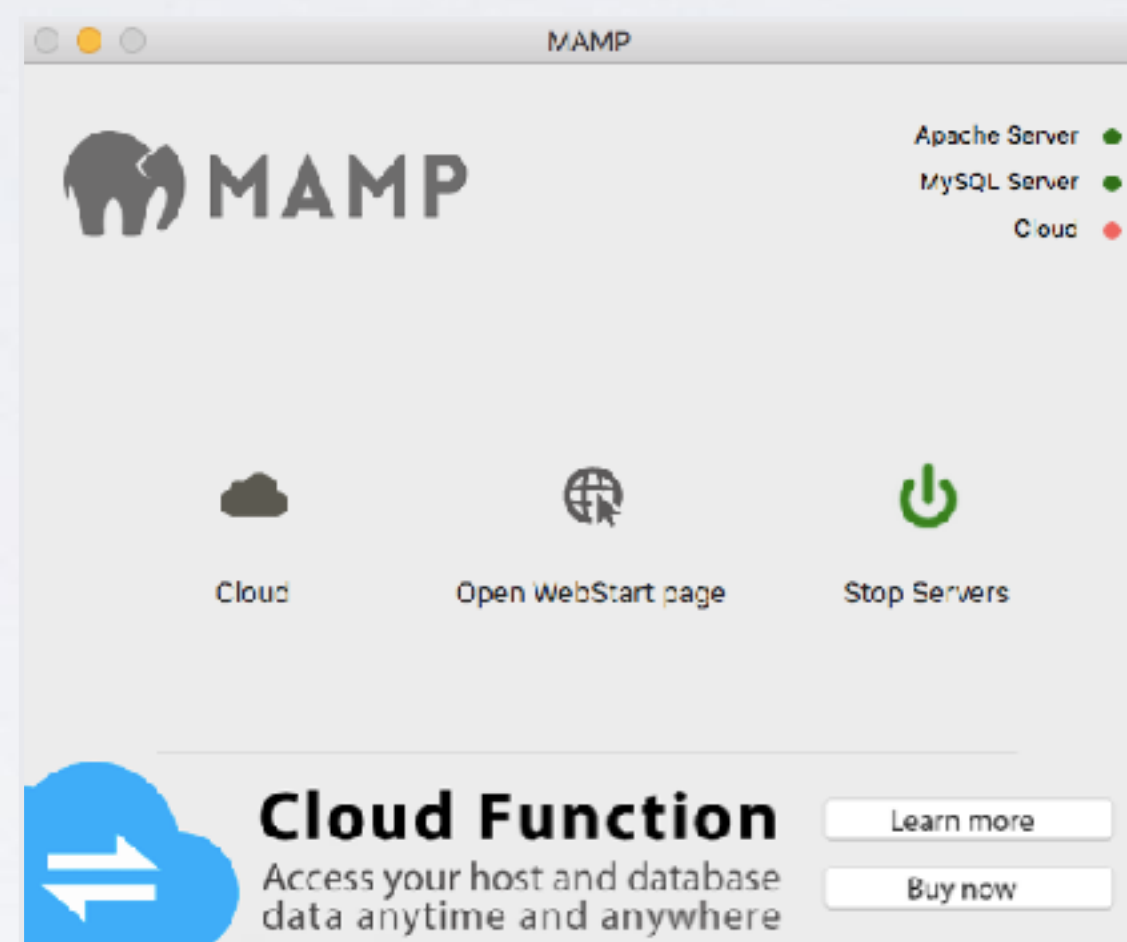 MAMP
MAMP
Apache Server
MySQL Server
Cloud
Cloud
Open WebStart page
Stop Servers
Cloud Function
Access your host and database
data anytime and anywhere
Learn more
Buy now